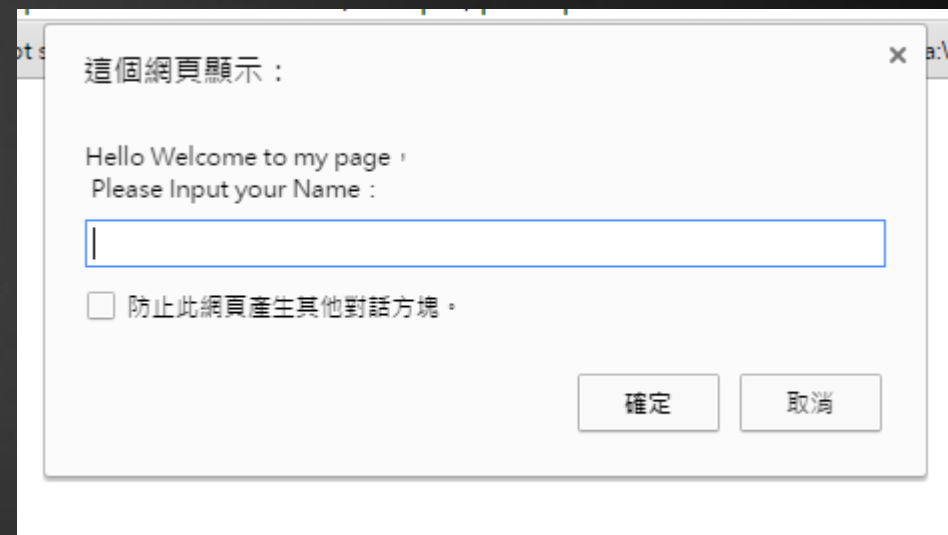 ot s
a:\
這個網頁顯示：
Hello Welcome to my page，
Please Input your Name：
防止此網頁產生其他對話方塊。
確定
取消